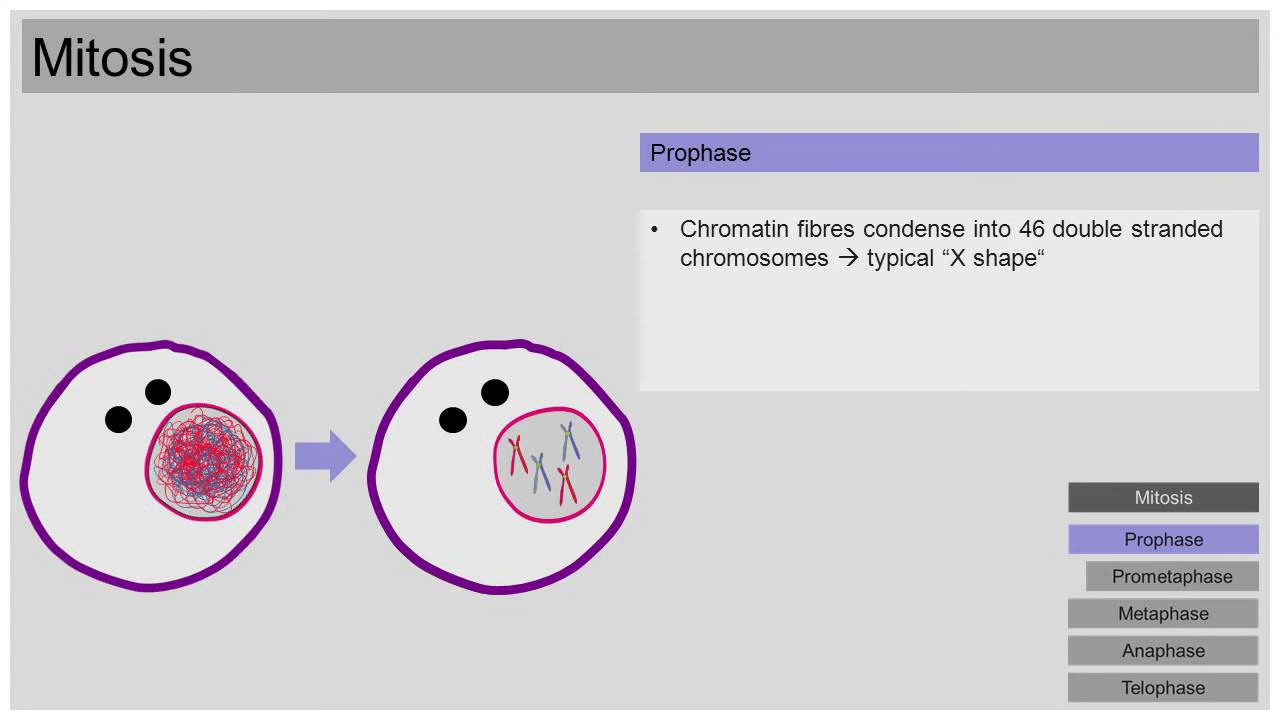 Mitosis
Prophase
• Chromatin fibres condense into 46 double stranded
chromosomes → typical “X shape“
Mitosis
Prophase
Prometaphase
Metaphase
Anaphase
Telophase